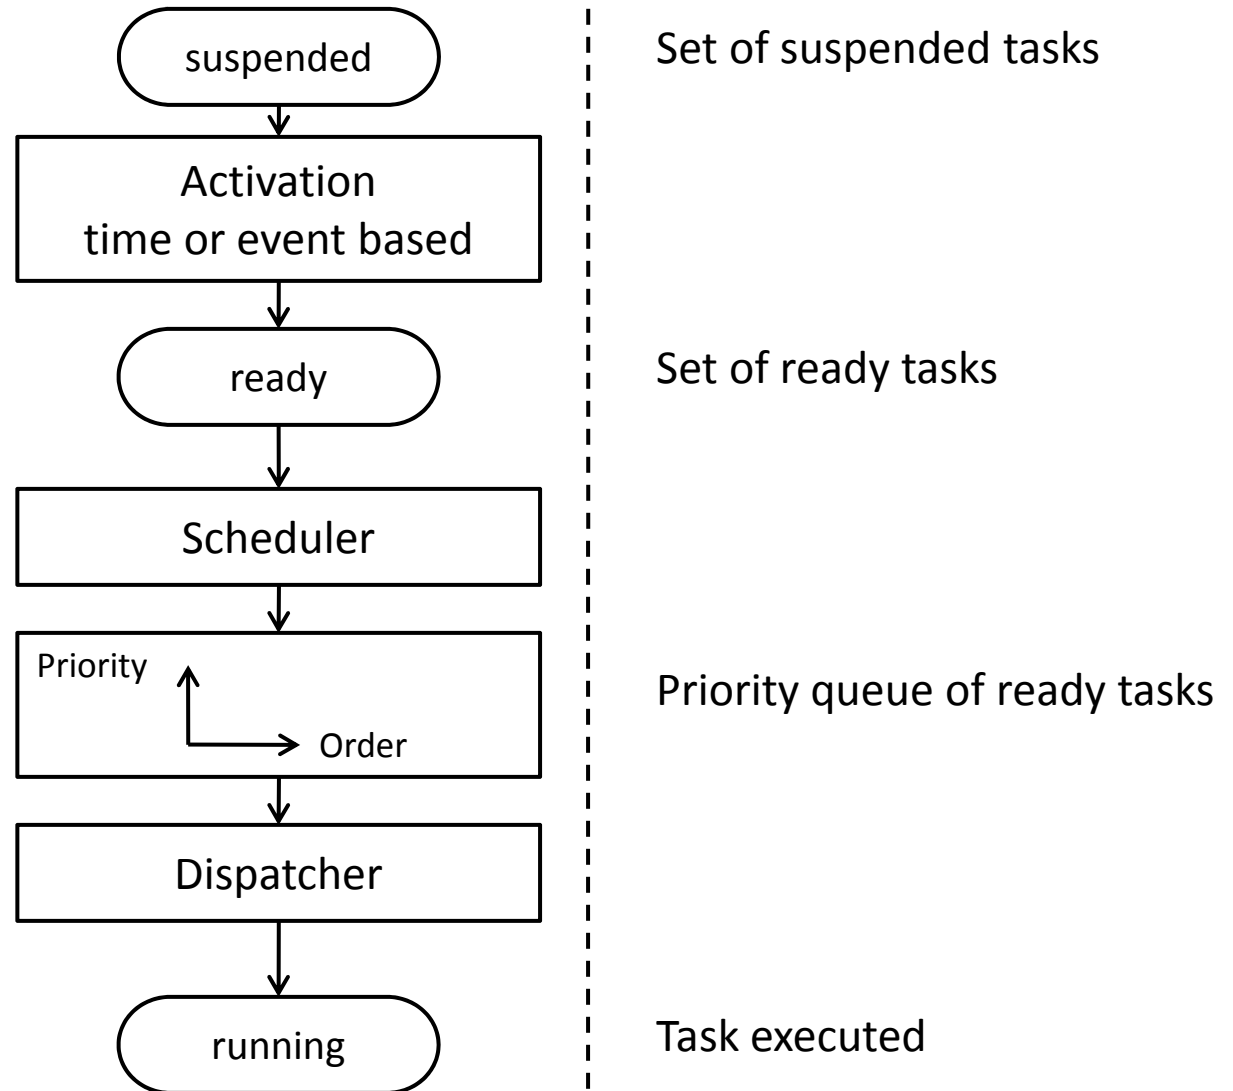 suspended
Set of suspended tasks
Activation
time or event based
ready
Set of ready tasks
Scheduler
Priority
Order
Priority queue of ready tasks
Dispatcher
running
Task executed